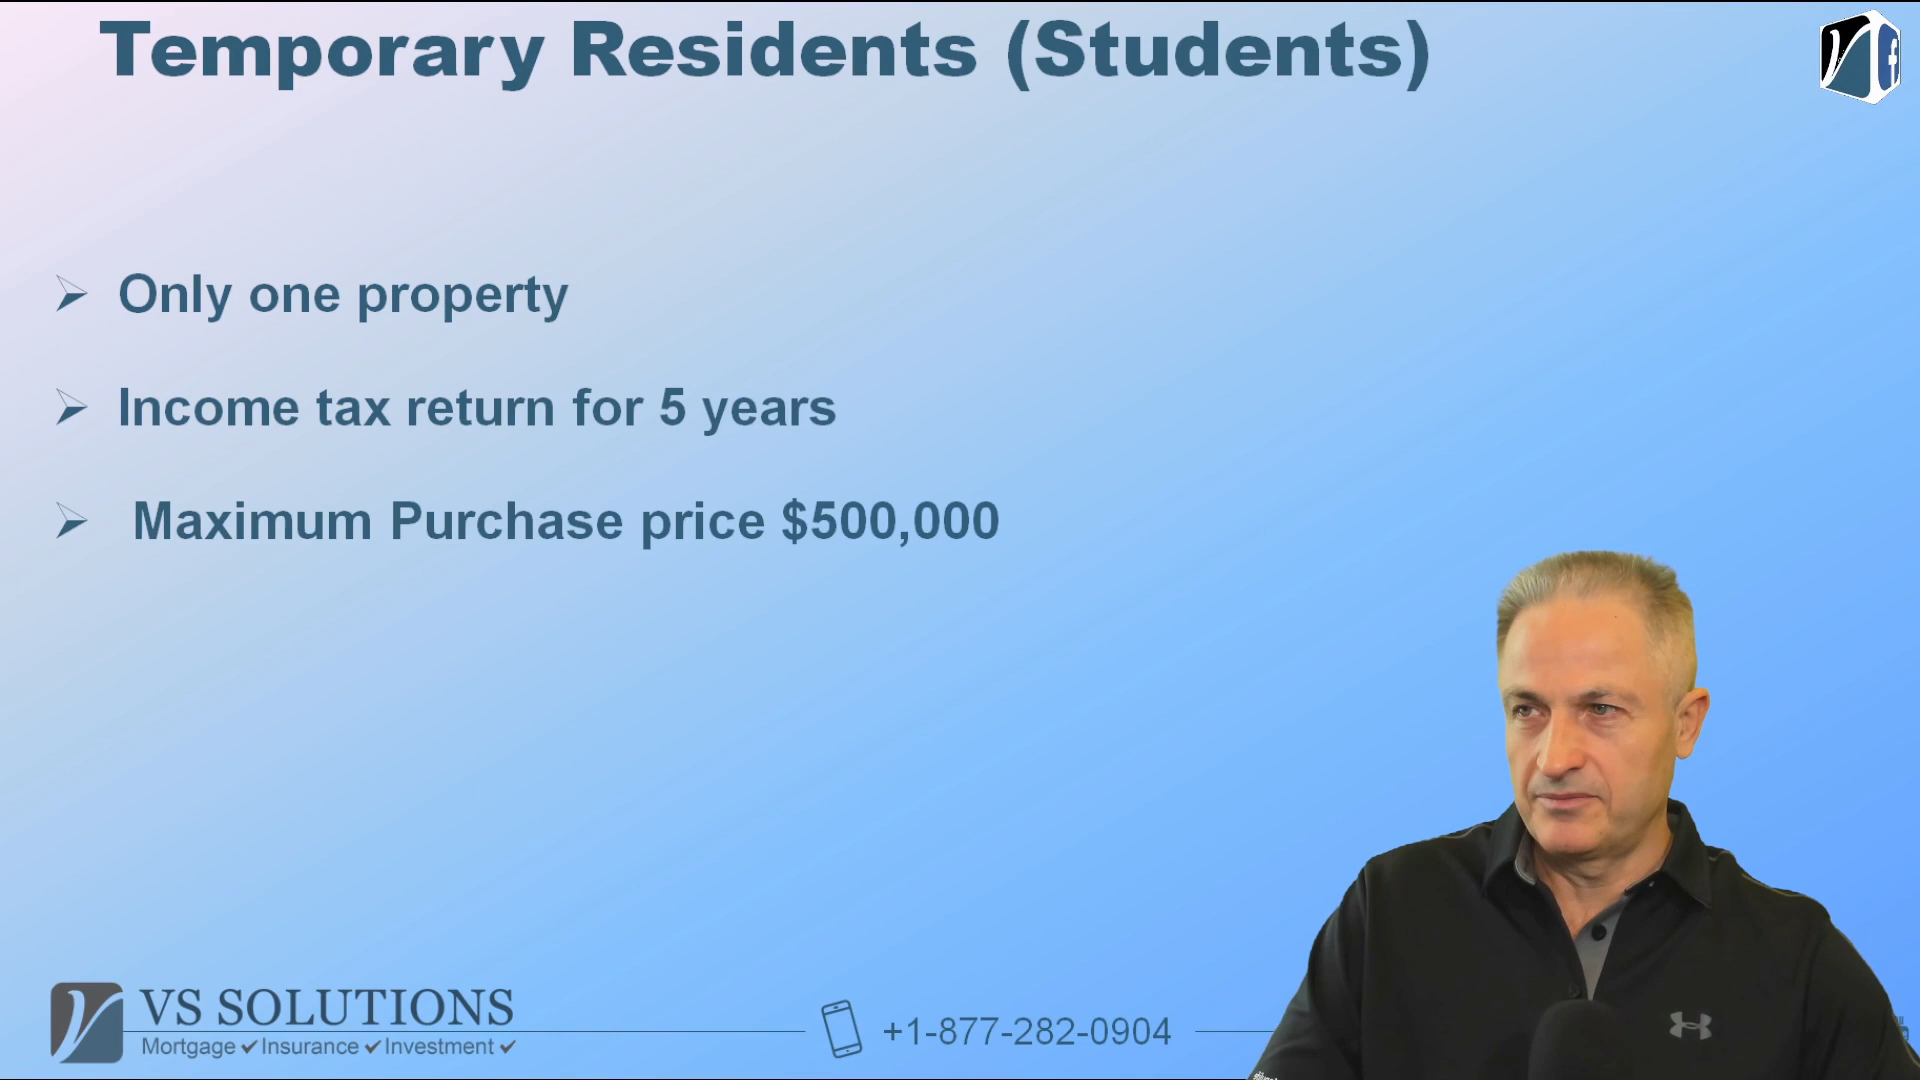 Temporary Residents (Students)
Only one property
Income tax return for 5 years
Maximum Purchase price $500,000
VS SOLUTIONS
Mortgage ✔ Insurance ✔ Investment ✔
+1-877-282-0904